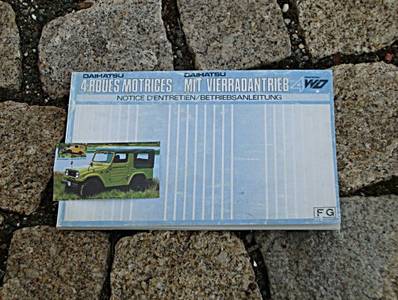 DAIHATSU DAIHATSU
4 ROUES MOTRICES MIT VIERRADANTRIEB 4WD
NOTICE D'ENTRETIEN/BETRIEBSANLEITUNG
F G